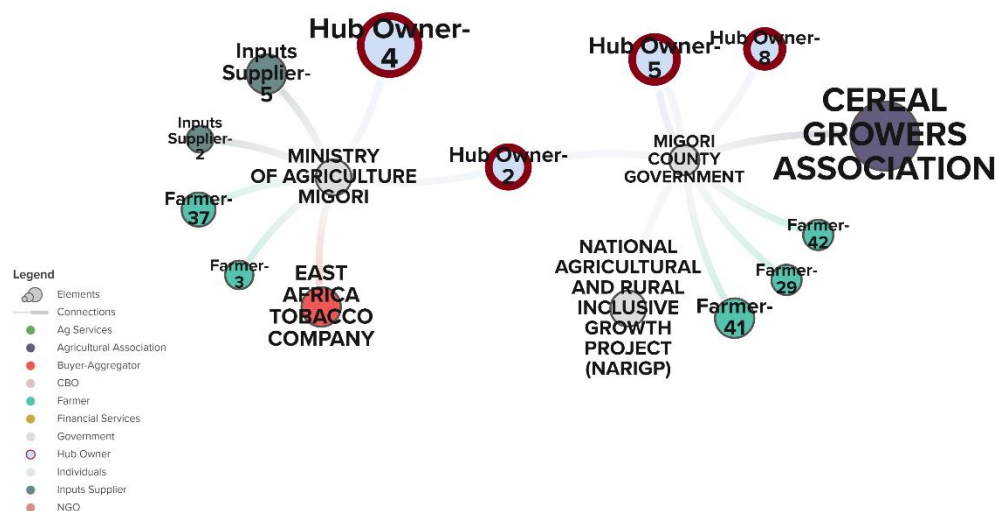 Hub Owner-
4
Inputs
Supplier-
5
Hub Owner-
5
Hub Owner-
8
CEREAL
GROWERS
ASSOCIATION
Inputs
Supplier-
2
MINISTRY
OF AGRICULTURE
MIGORI
Hub Owner-
2
MIGORI
COUNTY
GOVERNMENT
Farmer-
37
Farmer-
3
EAST
AFRICA
TOBACCO
COMPANY
NATIONAL
AGRICULTURAL
AND RURAL
INCLUSIVE
GROWTH
PROJECT
(NARIGP)
Farmer-
42
Farmer-
29
Farmer-
41
Legend
Elements
Connections
Ag Services
Agricultural Association
Buyer-Aggregator
CBO
Farmer
Financial Services
Government
Hub Owner
Individuals
Inputs Supplier
NGO